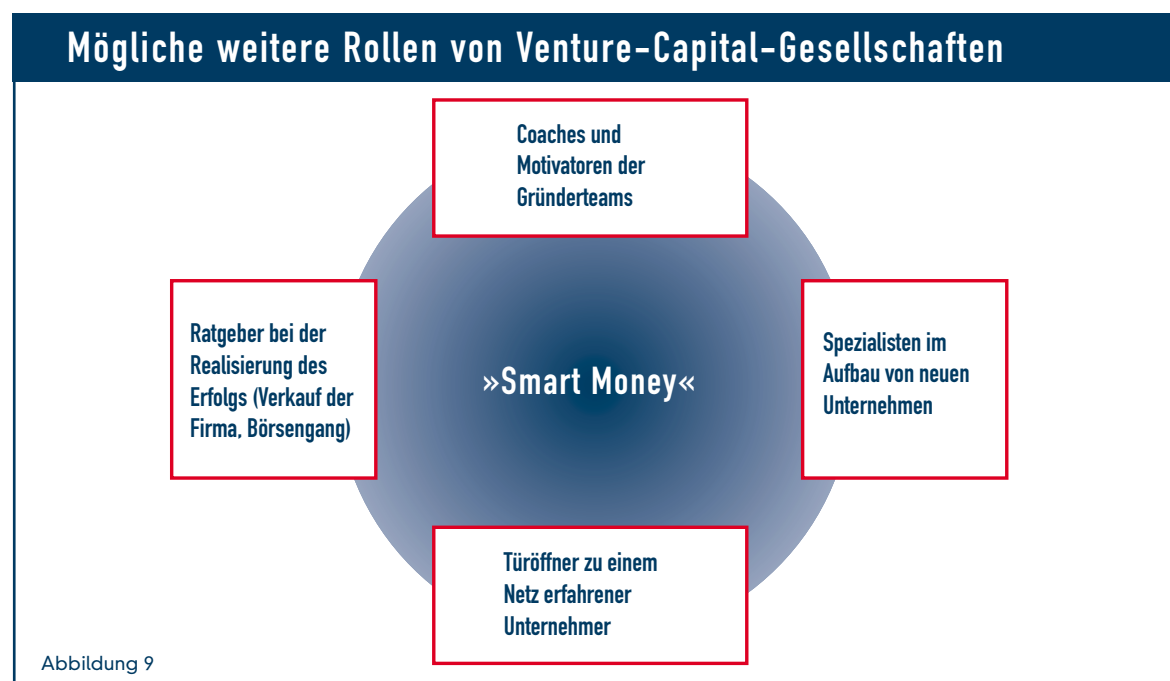 Mögliche weitere Rollen von Venture-Capital-Gesellschaften
Coaches und
Motivatoren der
Gründerteams
Ratgeber bei der
Realisierung des
Erfolgs (Verkauf der
Firma, Börsengang)
»Smart Money«
Spezialisten im
Aufbau von neuen
Unternehmen
Türöffner zu einem
Netz erfahrener
Unternehmer
Abbildung 9